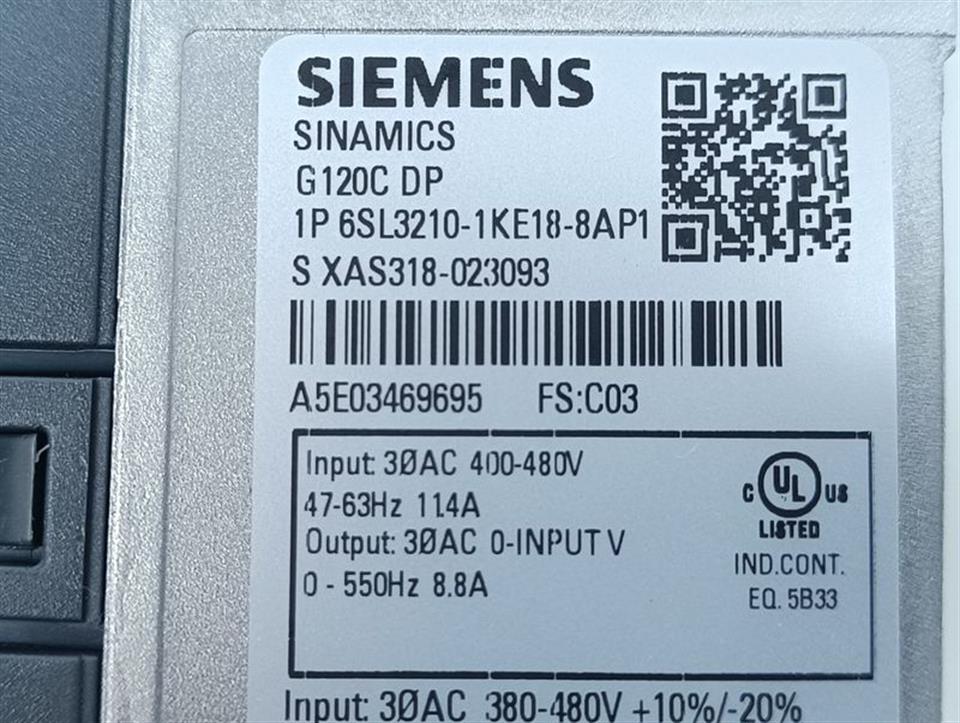 SIEMENS
SINAMICS
G120C DP
1P 6SL3210-1KE18-8AP1
S XAS318-023093
A5E03469695 FS:C03
Input: 3ØAC 400-480V
47-63Hz 11.4A
Output: 3ØAC 0-INPUT V
0 - 550Hz 8.8A
C UL US
LISTED
IND.CONT.
EQ. 5B33
Input: 3ØAC 380-480V +10%/-20%